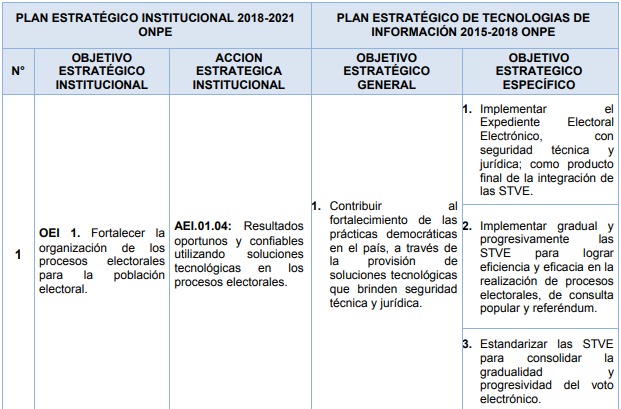 PLAN ESTRATÉGICO INSTITUCIONAL 2018-2021
ONPE
PLAN ESTRATÉGICO DE TECNOLOGIAS DE
INFORMACIÓN 2015-2018 ONPE
N°
OBJETIVO
ESTRATÉGICO
INSTITUCIONAL
ACCION
ESTRATEGICA
INSTITUCIONAL
OBJETIVO
ESTRATÉGICO
GENERAL
OBJETIVO
ESTRATEGICO
ESPECÍFICO
1
OEI 1. Fortalecer la
organización de los
procesos electorales
para la población
electoral.
AEI.01.04: Resultados
oportunos y confiables
utilizando soluciones
tecnológicas en los
procesos electorales.
1. Contribuir al
fortalecimiento de las
prácticas democráticas
en el país, a través de
la provisión de
soluciones tecnológicas
que brinden seguridad
técnica y jurídica.
1. Implementar el
Expediente Electoral
Electrónico, con
seguridad técnica y
jurídica; como producto
final de la integración de
las STVE.
2. Implementar gradual y
progresivamente las
STVE para lograr
eficiencia y eficacia en la
realización de procesos
electorales, de consulta
popular y referéndum.
3. Estandarizar las STVE
para consolidar la
gradualidad y
progresividad del voto
electrónico.